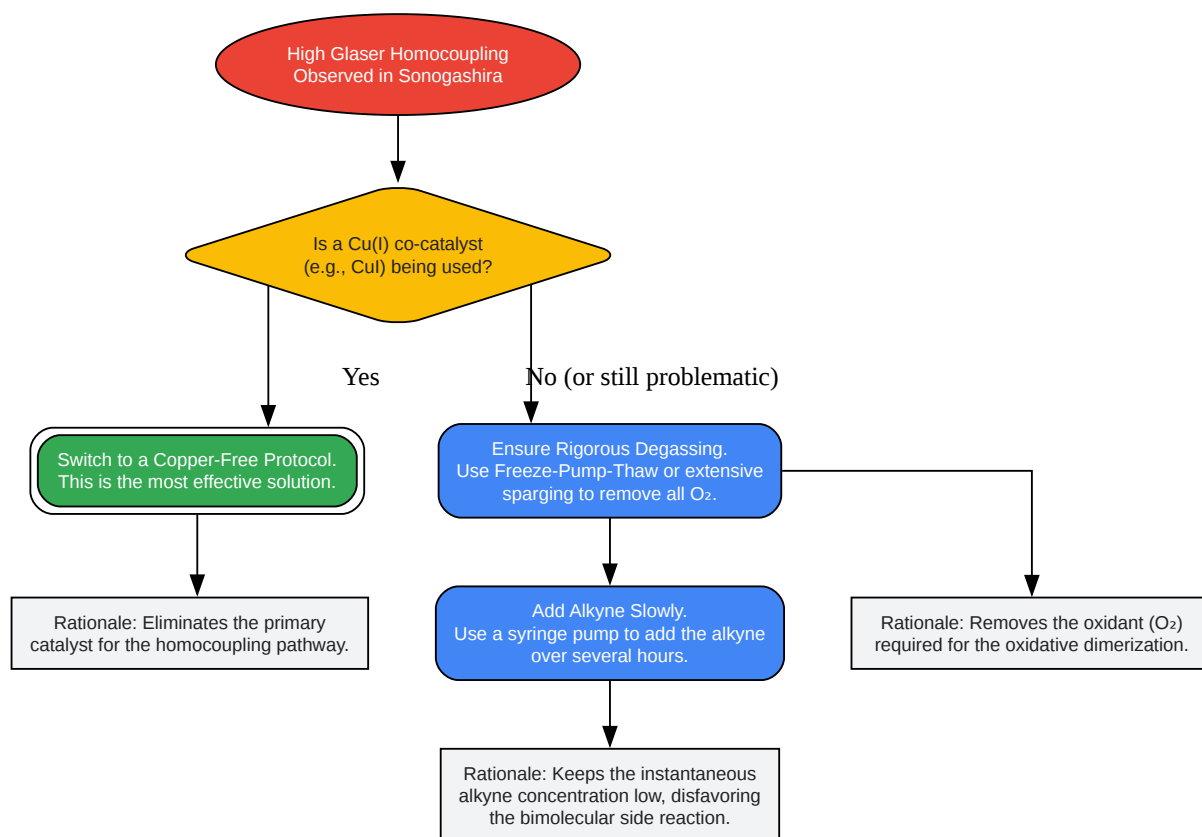 High Glaser Homocoupling
Observed in Sonogashira
Is a Cu(I) co-catalyst
(e.g., CuI) being used?
Yes
No (or still problematic)
Switch to a Copper-Free Protocol.
This is the most effective solution.
Ensure Rigorous Degassing.
Use Freeze-Pump-Thaw or extensive
sparging to remove all O₂.
Rationale: Eliminates the primary
catalyst for the homocoupling pathway.
Add Alkyne Slowly.
Use a syringe pump to add the alkyne
over several hours.
Rationale: Removes the oxidant (O₂)
required for the oxidative dimerization.
Rationale: Keeps the instantaneous
alkyne concentration low, disfavoring
the bimolecular side reaction.